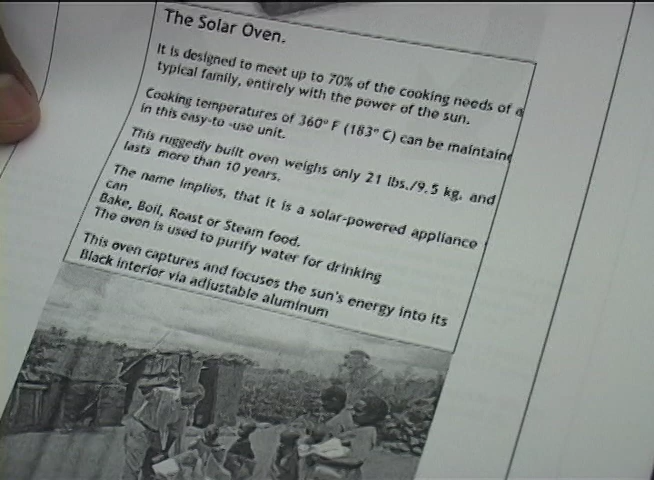 The Solar Oven.
It is designed to meet up to 70% of the cooking needs of a
typical family, entirely with the power of the sun.
Cooking temperatures of 360° F (183° C) can be maintaine
in this easy-to -use unit.
This ruggedly built oven weighs only 21 lbs./9.5 kg. and
lasts more than 10 years.
The name implies, that it is a solar-powered appliance
can
Bake, Boil, Roast or Steam food.
The oven is used to purify water for drinking
This oven captures and focuses the sun's energy into its
Black interior via adjustable aluminum